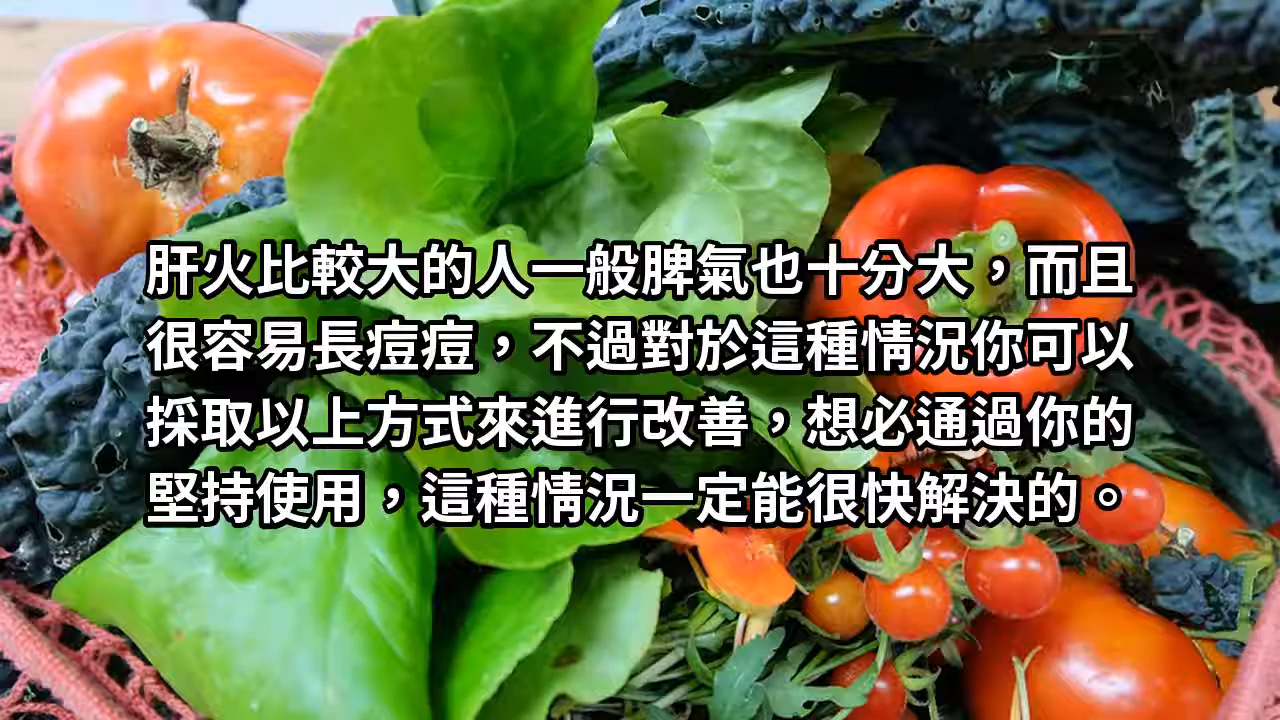 肝火比較大的人一般脾氣也十分大，而且
很容易長痘痘，不過對於這種情況你可以
採取以上方式來進行改善，想必通過你的
堅持使用，這種情況一定能很快解決的。